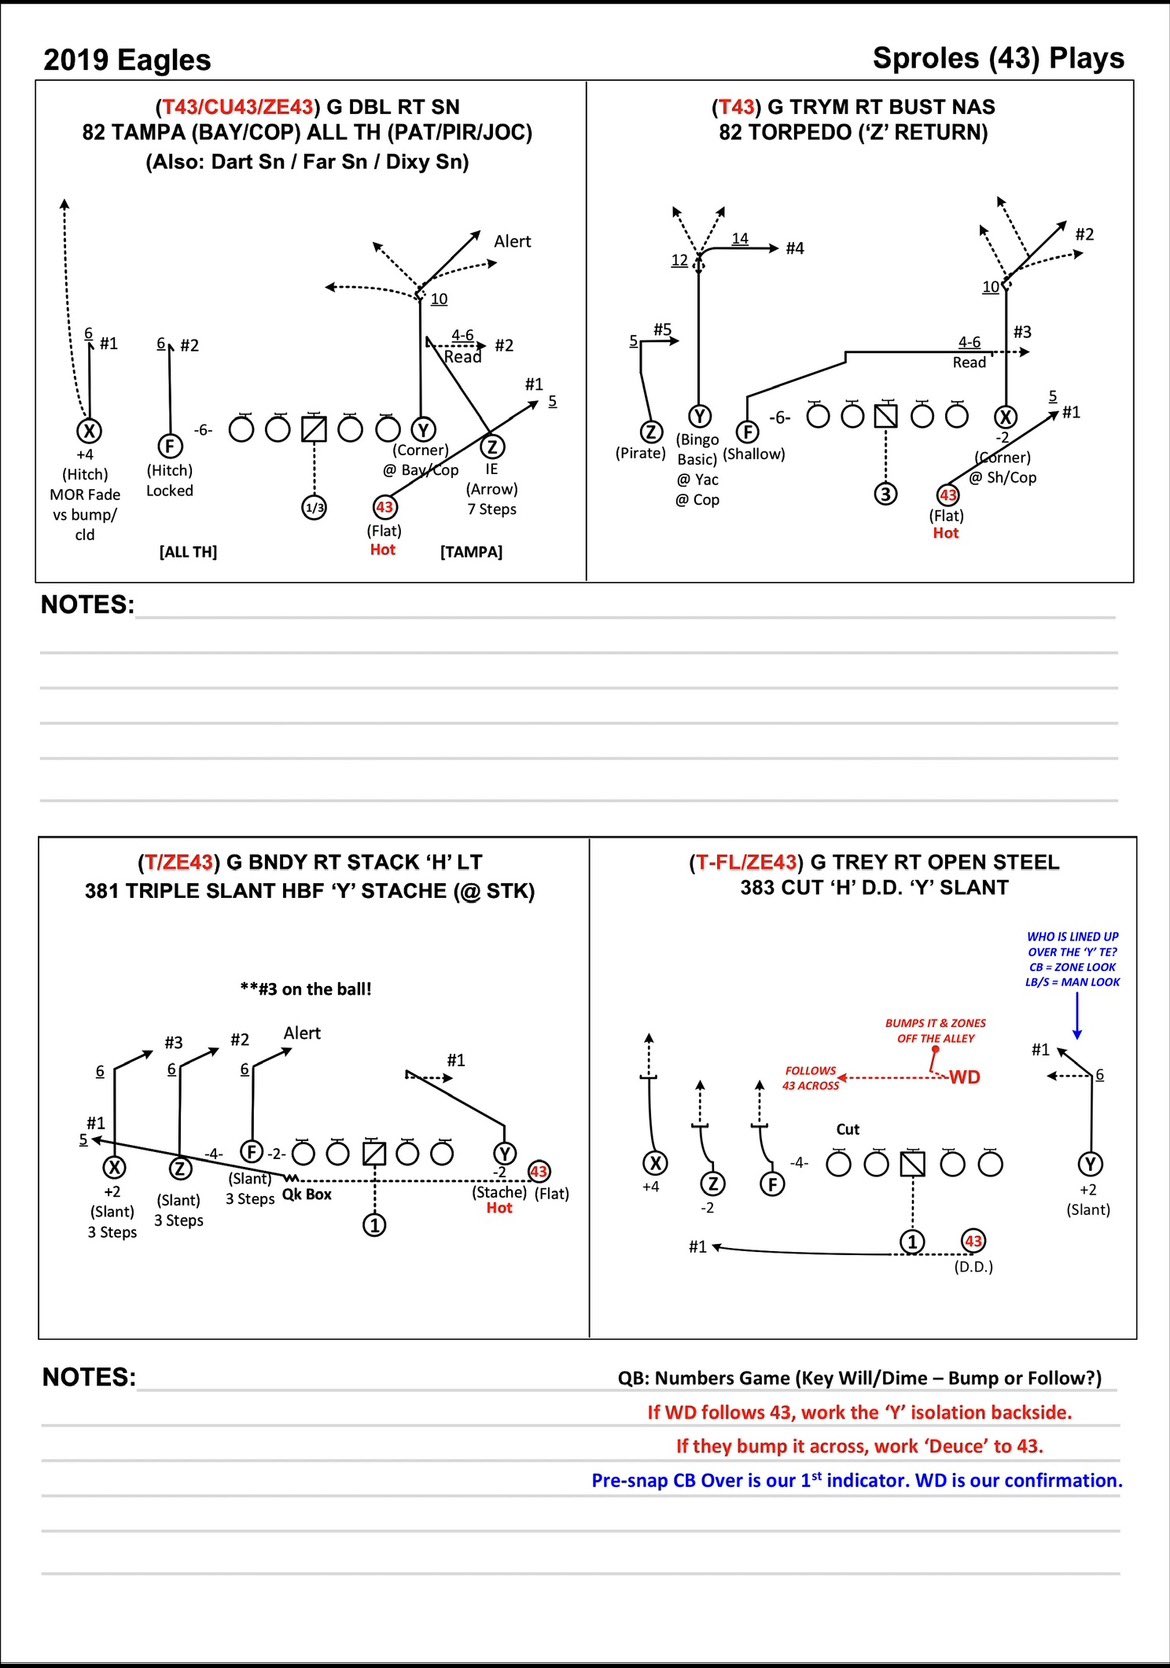 2019 Eagles
Sproles (43) Plays
(T43/CU43/ZE43) G DBL RT SN
82 TAMPA (BAY/COP) ALL TH (PAT/PIR/JOC)
(Also: Dart Sn / Far Sn / Dixy Sn)
Alert
10
6 #1
6 #2
4-6 #2
Read
#1
5
X
F
-6-
Y
Z
+4
(Hitch)
MOR Fade
vs bump/
cld
(Hitch)
Locked
(Corner)
@ Bay/Cop
IE
(Arrow)
7 Steps
1/3
43
(Flat)
Hot
[ALL TH]
[TAMPA]
(T43) G TRYM RT BUST NAS
82 TORPEDO (‘Z’ RETURN)
14
#4
#2
12
10
#5
5
#3
4-6
Read
5
#1
Z
(Pirate)
Y
(Bingo
Basic)
@ Yac
@ Cop
F
(Shallow)
-6-
X
-2
(Corner)
@ Sh/Cop
3
43
(Flat)
Hot
NOTES:
(T/ZE43) G BNDY RT STACK ‘H’ LT
381 TRIPLE SLANT HBF ‘Y’ STACHE (@ STK)
**#3 on the ball!
#3
#2
Alert
6
6
6
#1
#1
5
X
+2
(Slant)
3 Steps
Z
(Slant)
3 Steps
-4-
F
(Slant)
3 Steps
-2-
Qk Box
Y
-2
(Stache)
Hot
43
(Flat)
1
(T-FL/ZE43) G TREY RT OPEN STEEL
383 CUT ‘H’ D.D. ‘Y’ SLANT
WHO IS LINED UP
OVER THE ‘Y’ TE?
CB = ZONE LOOK
LB/S = MAN LOOK
BUMPS IT & ZONES
OFF THE ALLEY
#1
FOLLOWS
43 ACROSS
WD
6
Cut
X
+4
Z
-2
F
-4-
Y
+2
(Slant)
#1
1
43
(D.D.)
NOTES:
QB: Numbers Game (Key Will/Dime – Bump or Follow?)
If WD follows 43, work the ‘Y’ isolation backside.
If they bump it across, work ‘Deuce’ to 43.
Pre-snap CB Over is our 1st indicator. WD is our confirmation.